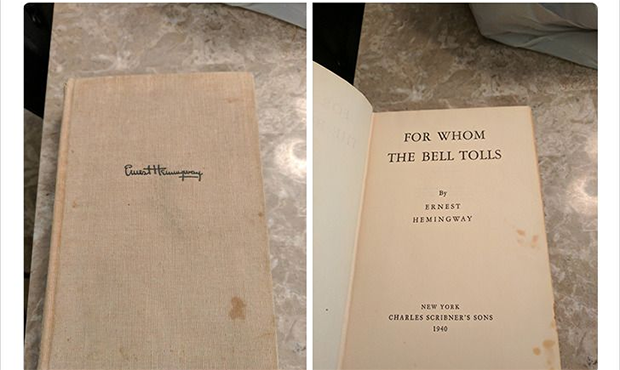 Ernest Hemingway
FOR WHOM
THE BELL TOLLS
By
ERNEST
HEMINGWAY
NEW YORK
CHARLES SCRIBNER'S SONS
1940